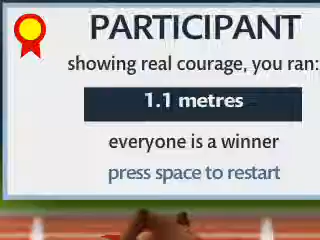 PARTICIPANT
showing real courage, you ran:
1.1 metres
everyone is a winner
press space to restart